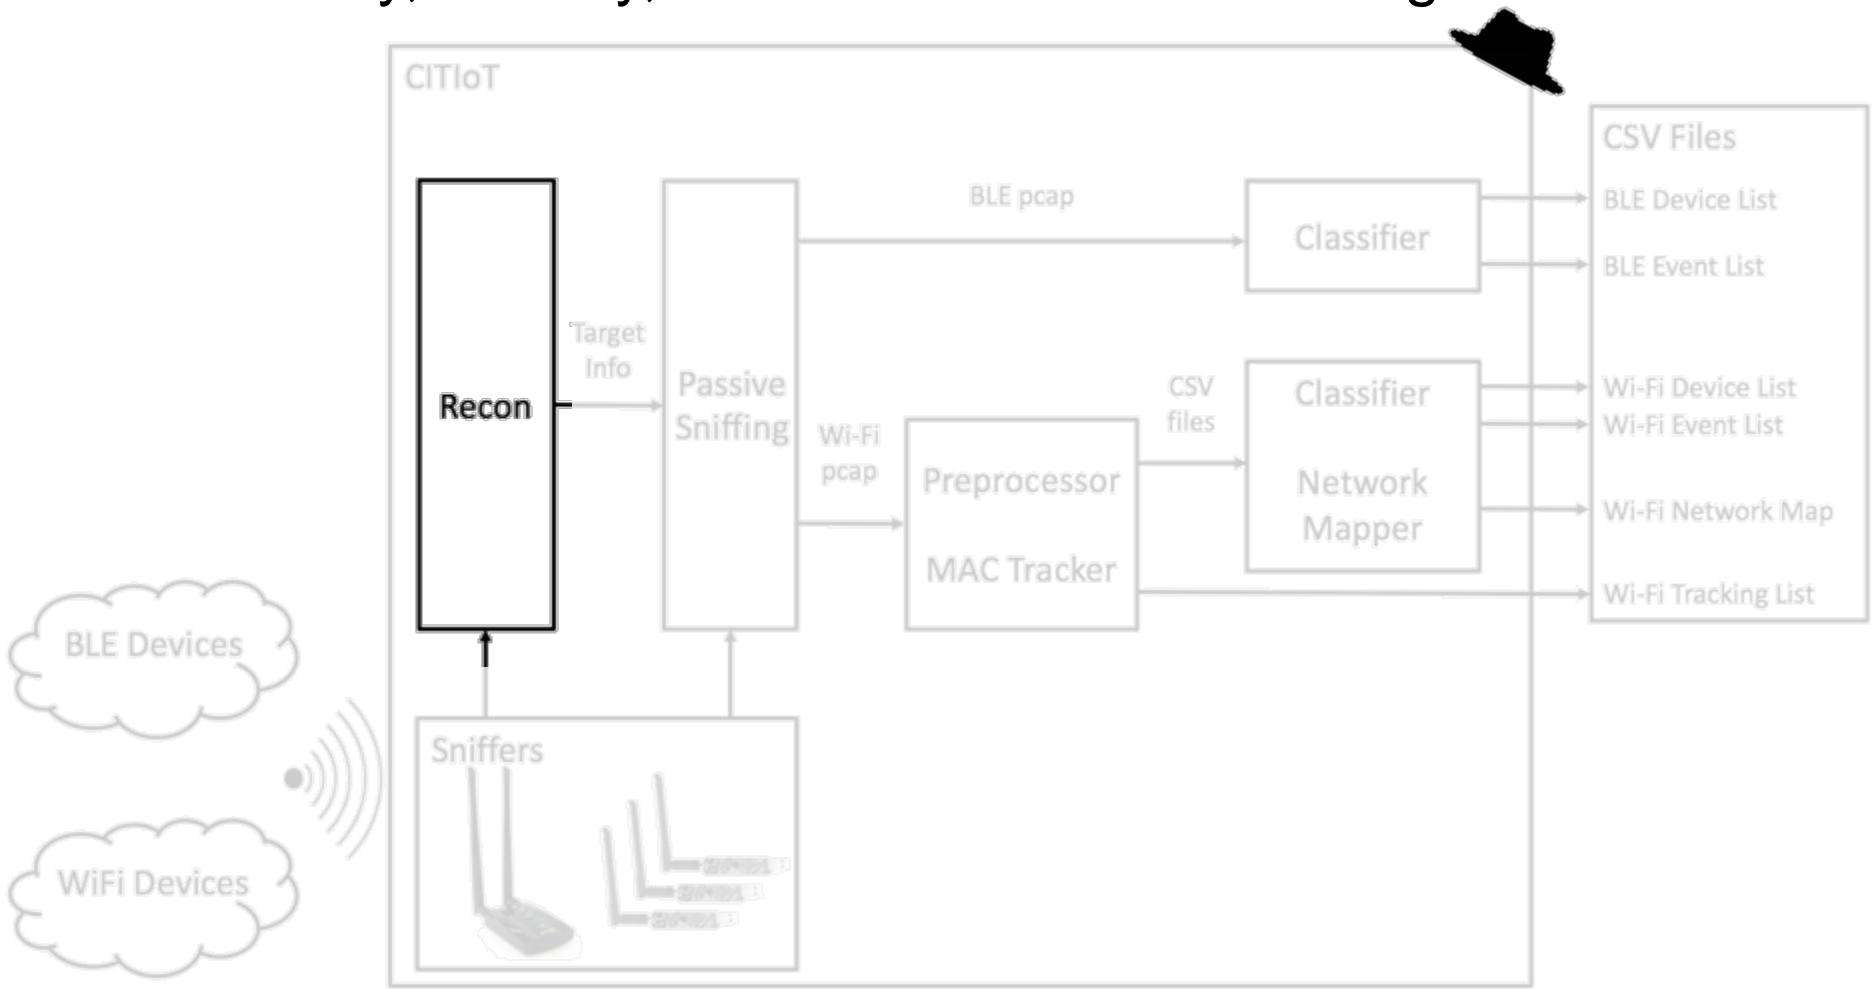 CITIoT
CSV Files
BLE pcap
Classifier
BLE Device List
BLE Event List
Target
Info
Recon
Passive
Sniffing
Wi-Fi
pcap
Preprocessor
MAC Tracker
CSV
files
Classifier
Network
Mapper
Wi-Fi Device List
Wi-Fi Event List
Wi-Fi Network Map
Wi-Fi Tracking List
BLE Devices
WiFi Devices
Sniffers